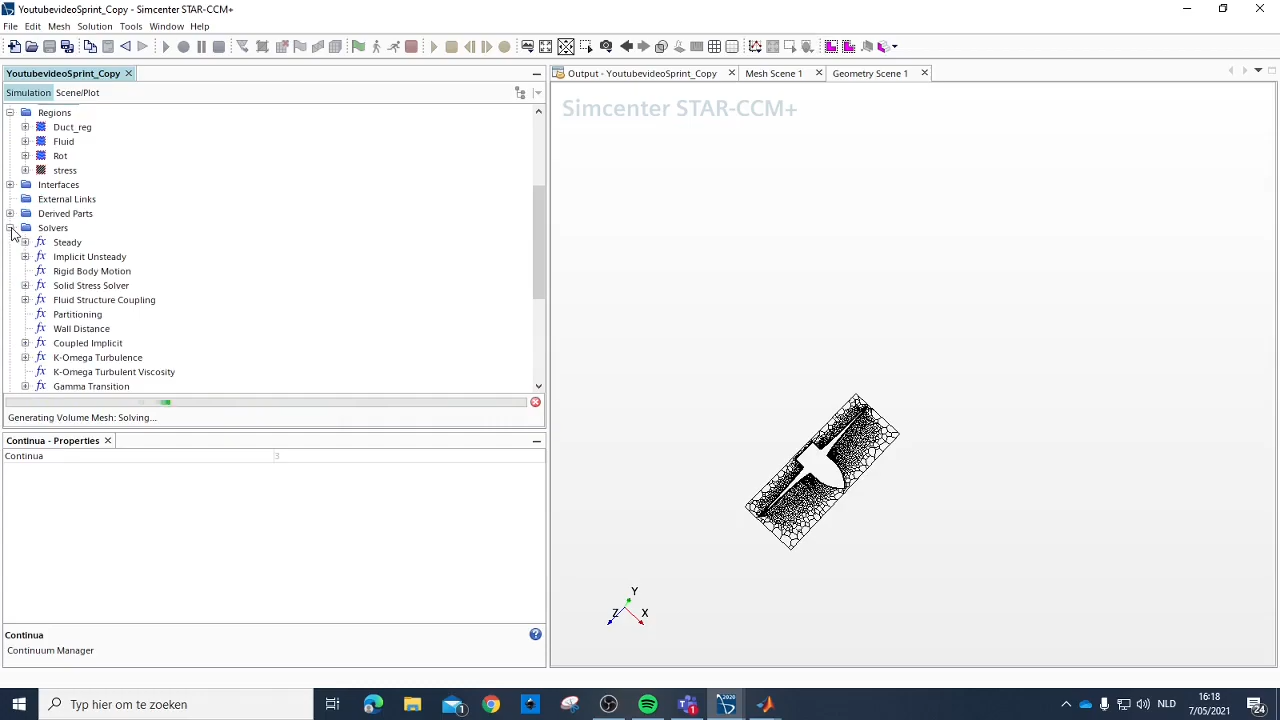 YoutubevideoSprint_Copy - Simcenter STAR-CCM+
File Edit Mesh Solution Tools Window Help
YoutubevideoSprint_Copy
Output - YoutubevideoSprint_Copy
Mesh Scene 1
Geometry Scene 1
Simulation
Scene/Plot
Simcenter STAR-CCM+
Regions
Duct_reg
Fluid
Rot
stress
Interfaces
External Links
Derived Parts
Solvers
Steady
Implicit Unsteady
Rigid Body Motion
Solid Stress Solver
Fluid Structure Coupling
Partitioning
Wall Distance
Coupled Implicit
K-Omega Turbulence
K-Omega Turbulent Viscosity
Gamma Transition
Generating Volume Mesh: Solving...
Continua - Properties
Continua 3
Y
Z X
Continua
Continuum Manager
Typ hier om te zoeken
NLD
16:18
7/05/2021
24